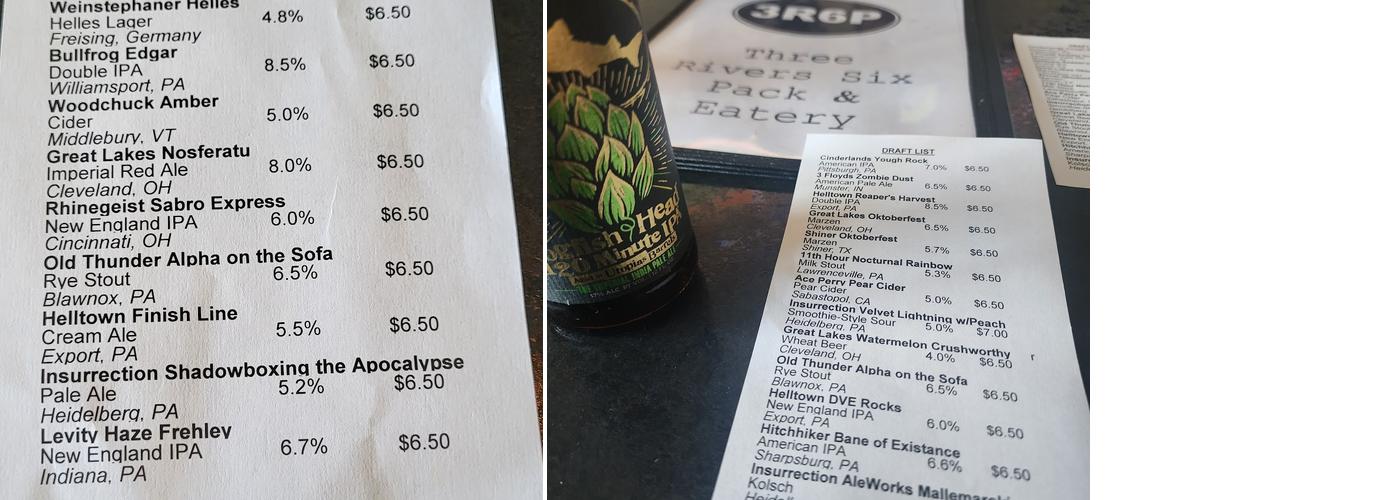 Weinstephaner Helles
Helles Lager 4.8% $6.50
Freising, Germany
Bullfrog Edgar
Double IPA 8.5% $6.50
Williamsport, PA
Woodchuck Amber
Cider 5.0% $6.50
Middlebury, VT
Great Lakes Nosferatu
Imperial Red Ale 8.0% $6.50
Cleveland, OH
Rhinegeist Sabro Express
New England IPA 6.0% $6.50
Cincinnati, OH
Old Thunder Alpha on the Sofa
Rye Stout 6.5% $6.50
Blawnox, PA
Helltown Finish Line
Cream Ale 5.5% $6.50
Export, PA
Insurrection Shadowboxing the Apocalypse
Pale Ale 5.2% $6.50
Heidelberg, PA
Levity Haze Frehley
New England IPA 6.7% $6.50
Indiana, PA
3R6P
Three
Rivers Six
Pack &
Eatery
Head
Minute IPA
DRAFT LIST
Cinderlands Yough Rock
American IPA 7.0% $6.50
Pittsburgh, PA
3 Floyds Zombie Dust
American Pale Ale 6.5% $6.50
Munster, IN
Helltown Reaper's Harvest
Double IPA 8.5% $6.50
Export, PA
Great Lakes Oktoberfest
Marzen 6.5% $6.50
Cleveland, OH
Shiner Oktoberfest
Marzen 5.7% $6.50
Shiner, TX
11th Hour Nocturnal Rainbow
Milk Stout 5.3% $6.50
Lawrenceville, PA
Ace Perry Pear Cider
Pear Cider 5.0% $6.50
Sabastopol, CA
Insurrection Velvet Lightning w/Peach
Smoothie-Style Sour 5.0% $7.00
Heidelberg, PA
Great Lakes Watermelon Crushworthy
Wheat Beer 4.0% $6.50
Cleveland, OH
Old Thunder Alpha on the Sofa
Rye Stout 6.5% $6.50
Blawnox, PA
Helltown DVE Rocks
New England IPA 6.0% $6.50
Export, PA
Hitchhiker Bane of Existance
American IPA 6.6% $6.50
Sharpsburg, PA
Insurrection AleWorks
Kolsch